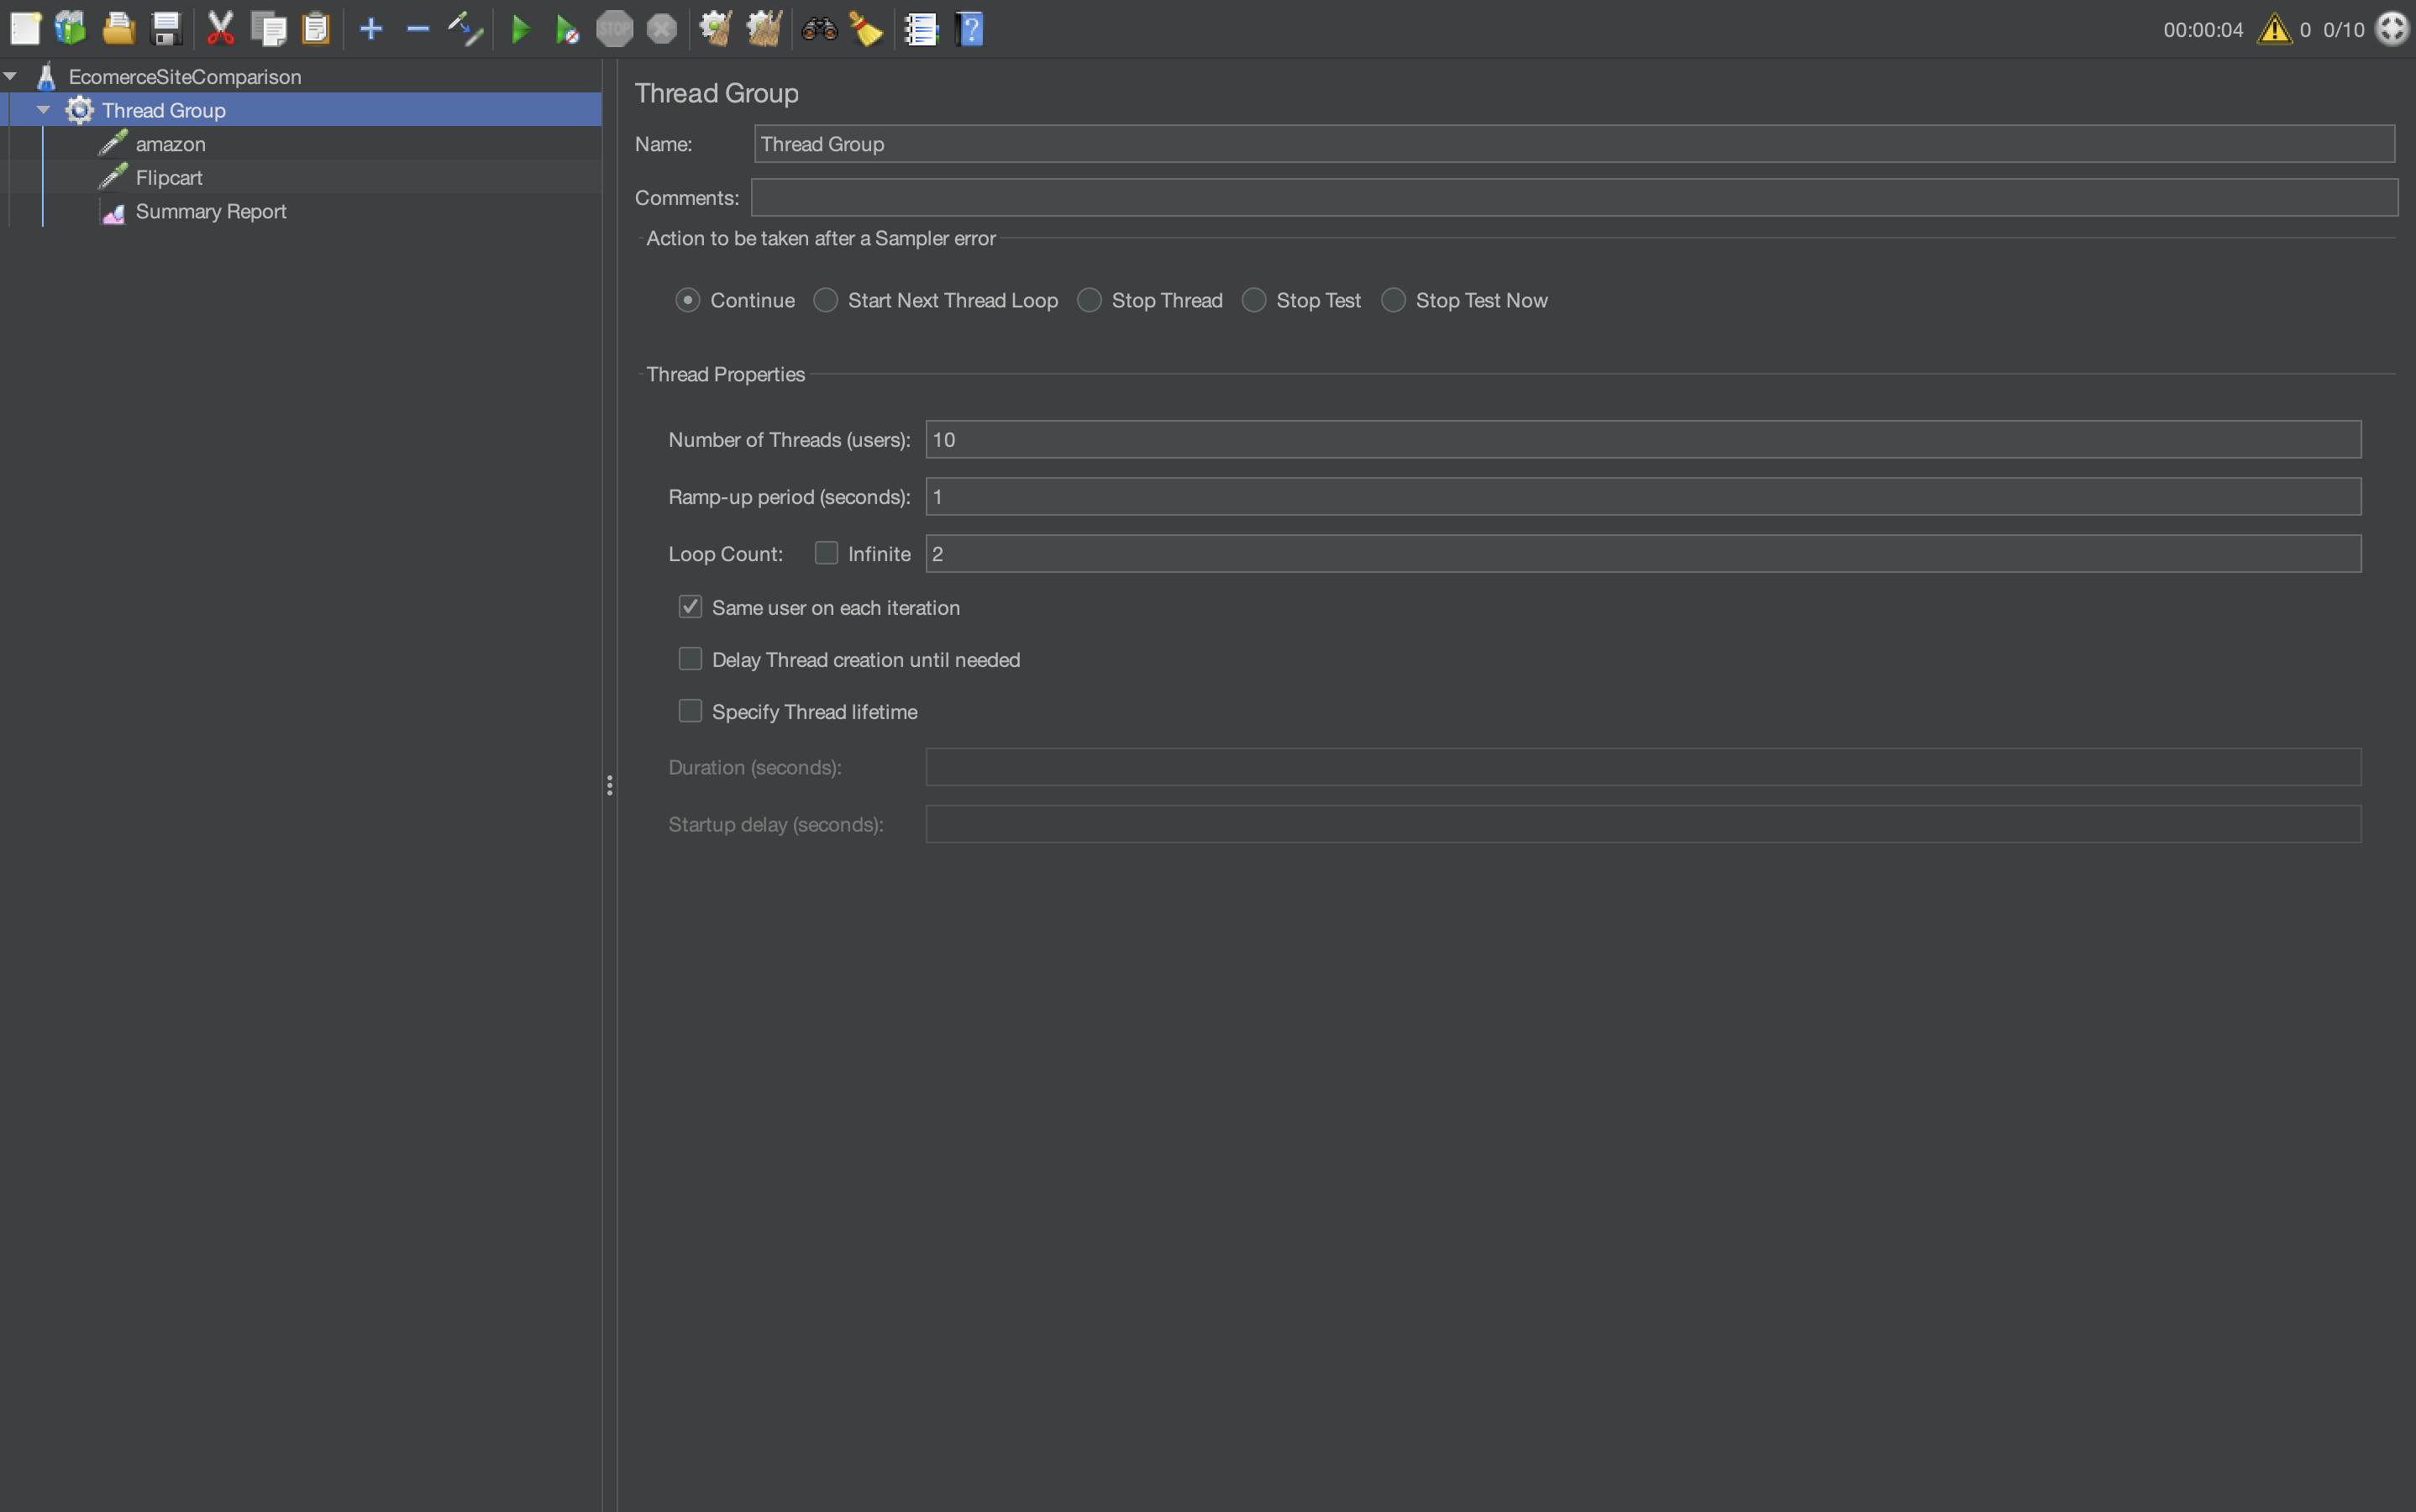 STOP
00:00:04 0 0/10
EcomerceSiteComparison
Thread Group
amazon
Flipcart
Summary Report
Thread Group
Name: Thread Group
Comments:
Action to be taken after a Sampler error
Continue Start Next Thread Loop Stop Thread Stop Test Stop Test Now
Thread Properties
Number of Threads (users): 10
Ramp-up period (seconds): 1
Loop Count: Infinite 2
Same user on each iteration
Delay Thread creation until needed
Specify Thread lifetime
Duration (seconds):
Startup delay (seconds):